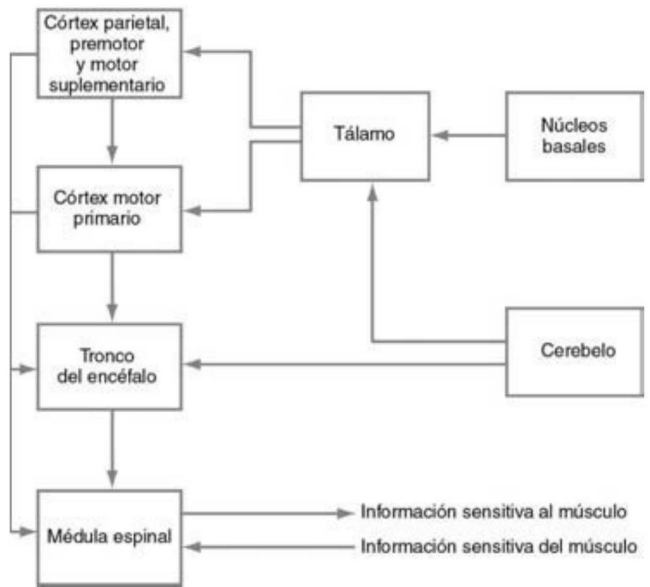 Córtex parietal,
premotor
y motor
suplementario
Tálamo
Núcleos
basales
Córtex motor
primario
Tronco
del encéfalo
Cerebelo
Médula espinal
Información sensitiva al músculo
Información sensitiva del músculo